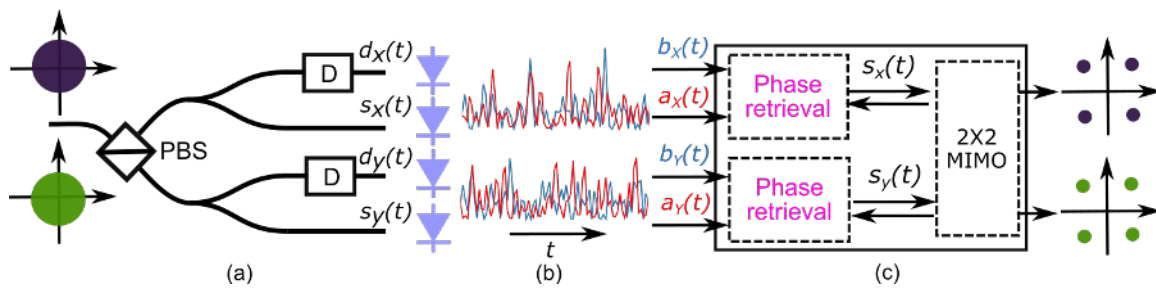 PBS
D
D
d_x(t)
s_x(t)
d_y(t)
s_y(t)
(a)
t
(b)
b_X(t)
a_X(t)
b_Y(t)
a_Y(t)
Phase
retrieval
Phase
retrieval
s_x(t)
s_y(t)
2X2
MIMO
(c)